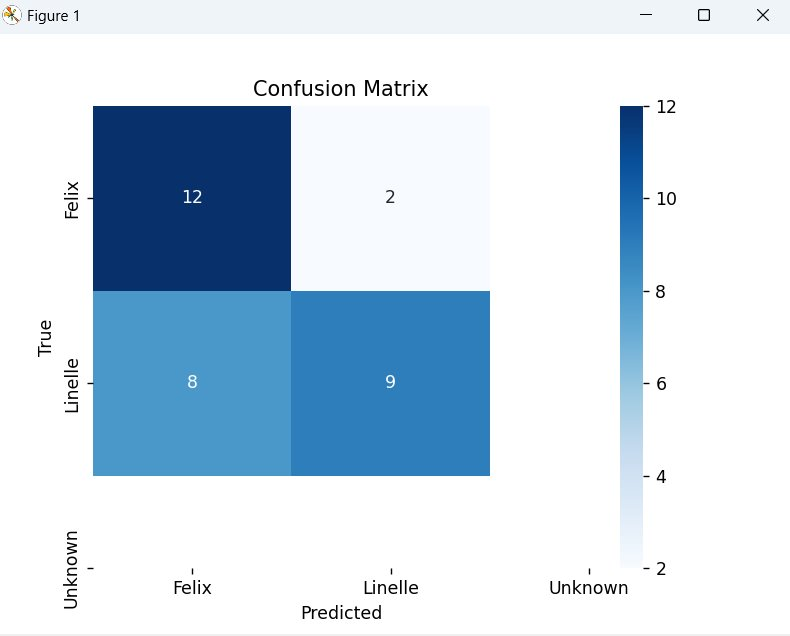 Figure 1
Confusion Matrix
12
10
8
6
4
2
True
Felix
Linelle
Unknown
12
2
8
9
Felix
Linelle
Unknown
Predicted